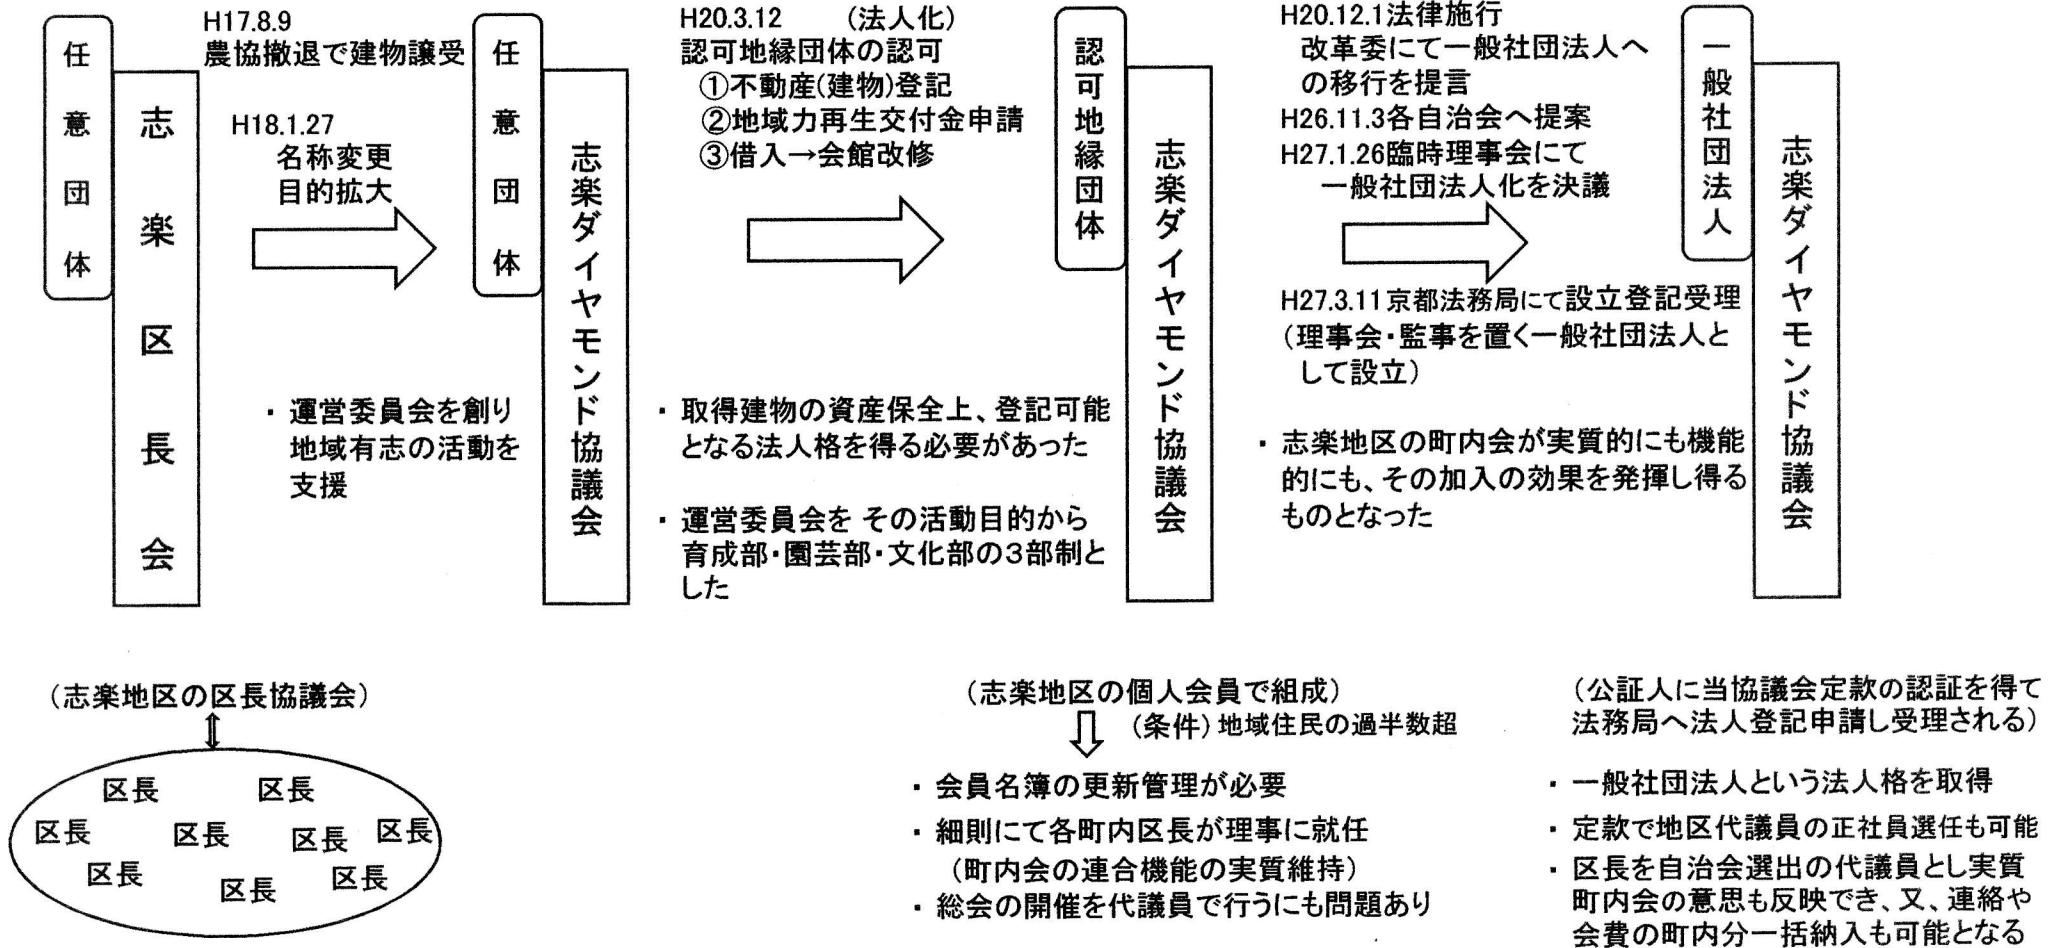 任意団体
志楽区長会
H17.8.9
農協撤退で建物譲受
H18.1.27
名称変更
目的拡大
・ 運営委員会を創り
地域有志の活動を
支援
任意団体
志楽ダイヤモンド協議会
H20.3.12 (法人化)
認可地縁団体の認可
①不動産(建物)登記
②地域力再生交付金申請
③借入→会館改修
・ 取得建物の資産保全上、登記可能
となる法人格を得る必要があった
・ 運営委員会を その活動目的から
育成部・園芸部・文化部の3部制と
した
認可地縁団体
志楽ダイヤモンド協議会
H20.12.1法律施行
改革委にて一般社団法人へ
の移行を提言
H26.11.3各自治会へ提案
H27.1.26臨時理事会にて
一般社団法人化を決議
H27.3.11京都法務局にて設立登記受理
(理事会・監事を置く一般社団法人と
して設立)
・ 志楽地区の町内会が実質的にも機能
的にも、その加入の効果を発揮し得る
ものとなった
一般社団法人
志楽ダイヤモンド協議会
(志楽地区の区長協議会)
区長 区長
区長 区長 区長 区長
区長 区長 区長
(志楽地区の個人会員で組成)
(条件) 地域住民の過半数超
・ 会員名簿の更新管理が必要
・ 細則にて各町内区長が理事に就任
(町内会の連合機能の実質維持)
・ 総会の開催を代議員で行うにも問題あり
(公証人に当協議会定款の認証を得て
法務局へ法人登記申請し受理される)
・ 一般社団法人という法人格を取得
・ 定款で地区代議員の正社員選任も可能
・ 区長を自治会選出の代議員とし実質
町内会の意思も反映でき、又、連絡や
会費の町内分一括納入も可能となる